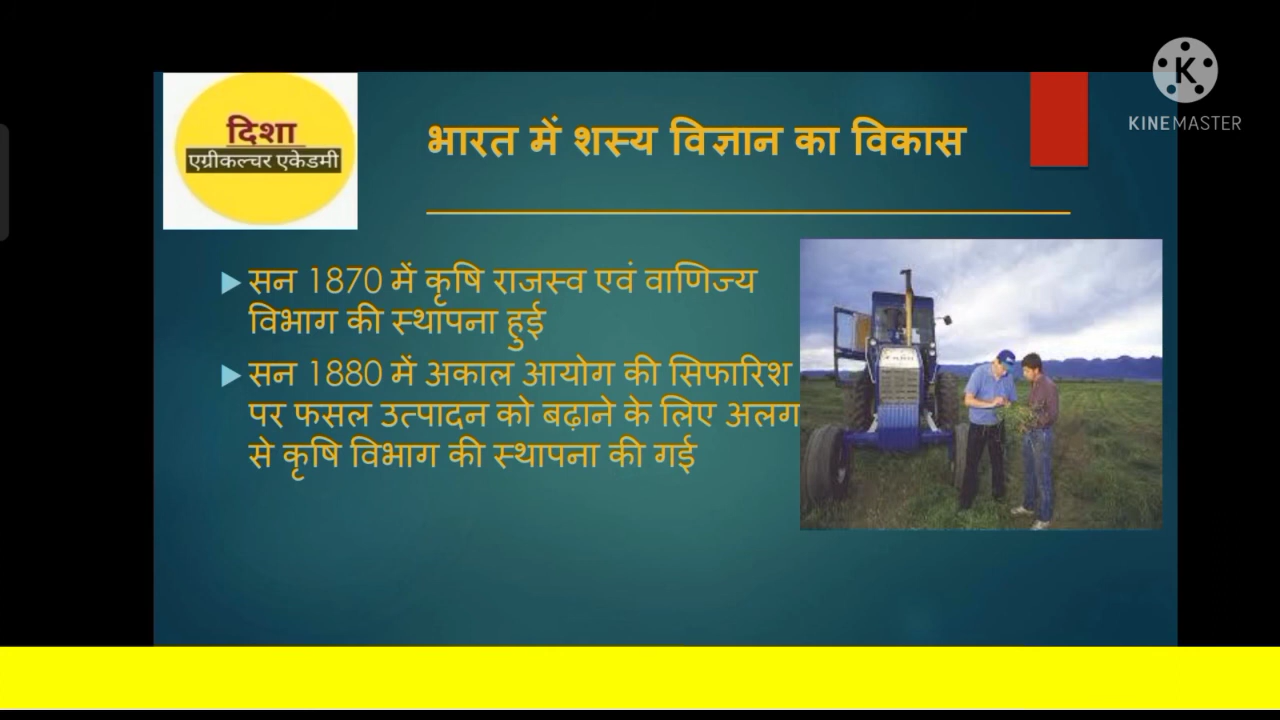 दिशा
एग्रीकल्चर एकेडमी
भारत में शस्य विज्ञान का विकास
K
KINEMASTER
सन 1870 में कृषि राजस्व एवं वाणिज्य
विभाग की स्थापना हुई
सन 1880 में अकाल आयोग की सिफारिश
पर फसल उत्पादन को बढ़ाने के लिए अलग
से कृषि विभाग की स्थापना की गई